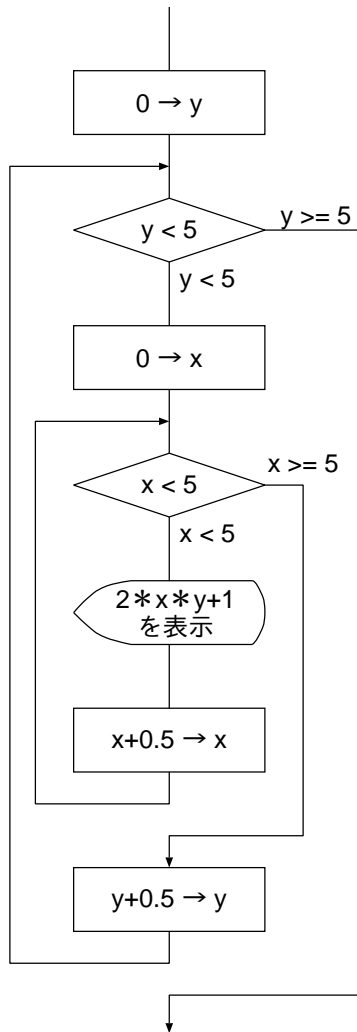 0 → y
y < 5
y >= 5
y < 5
0 → x
x < 5
x >= 5
x < 5
2＊x＊y+1
を表示
x+0.5 → x
y+0.5 → y